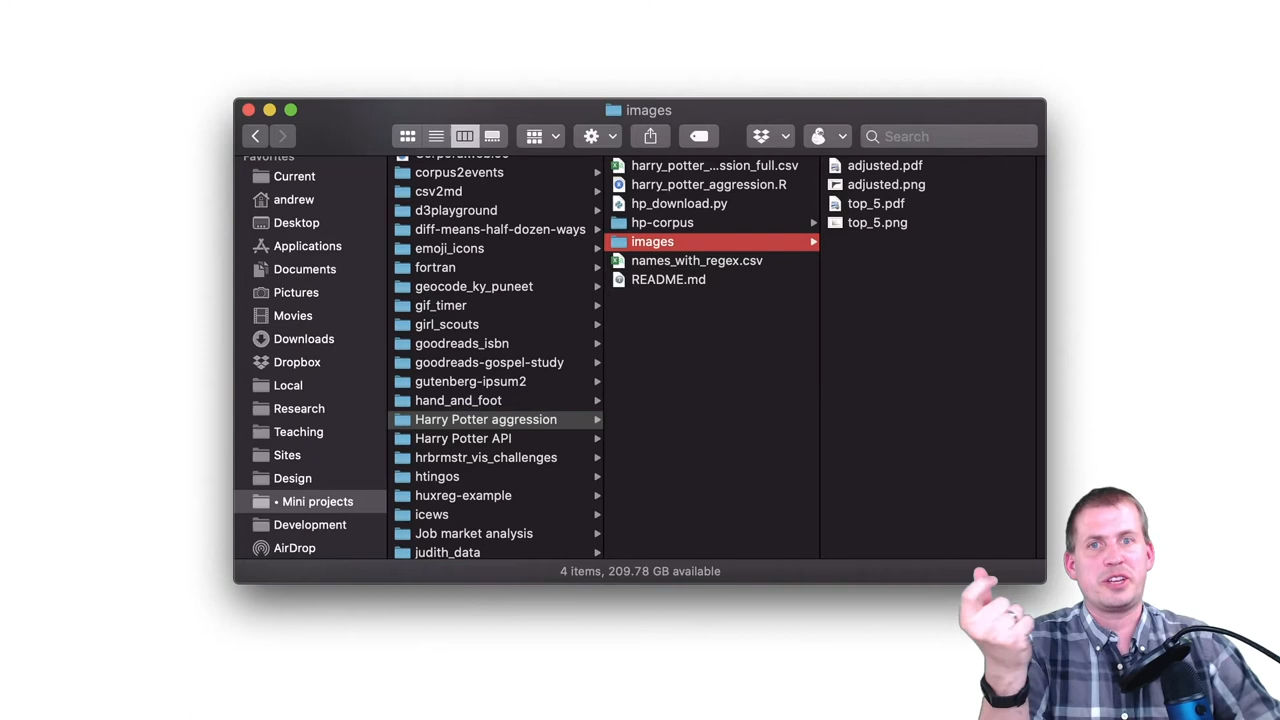 images
Search
Favorites
Current
andrew
Desktop
Applications
Documents
Pictures
Movies
Downloads
Dropbox
Local
Research
Teaching
Sites
Design
• Mini projects
Development
AirDrop
corpus2events
csv2md
d3playground
diff-means-half-dozen-ways
emoji_icons
fortran
geocode_ky_puneet
gif_timer
girl_scouts
goodreads_isbn
goodreads-gospel-study
gutenberg-ipsum2
hand_and_foot
Harry Potter aggression
Harry Potter API
hrbrmstr_vis_challenges
htingos
huxreg-example
icews
Job market analysis
judith_data
harry_potter_...ssion_full.csv
harry_potter_aggression.R
hp_download.py
hp-corpus
images
names_with_regex.csv
README.md
adjusted.pdf
adjusted.png
top_5.pdf
top_5.png
4 items, 209.78 GB available